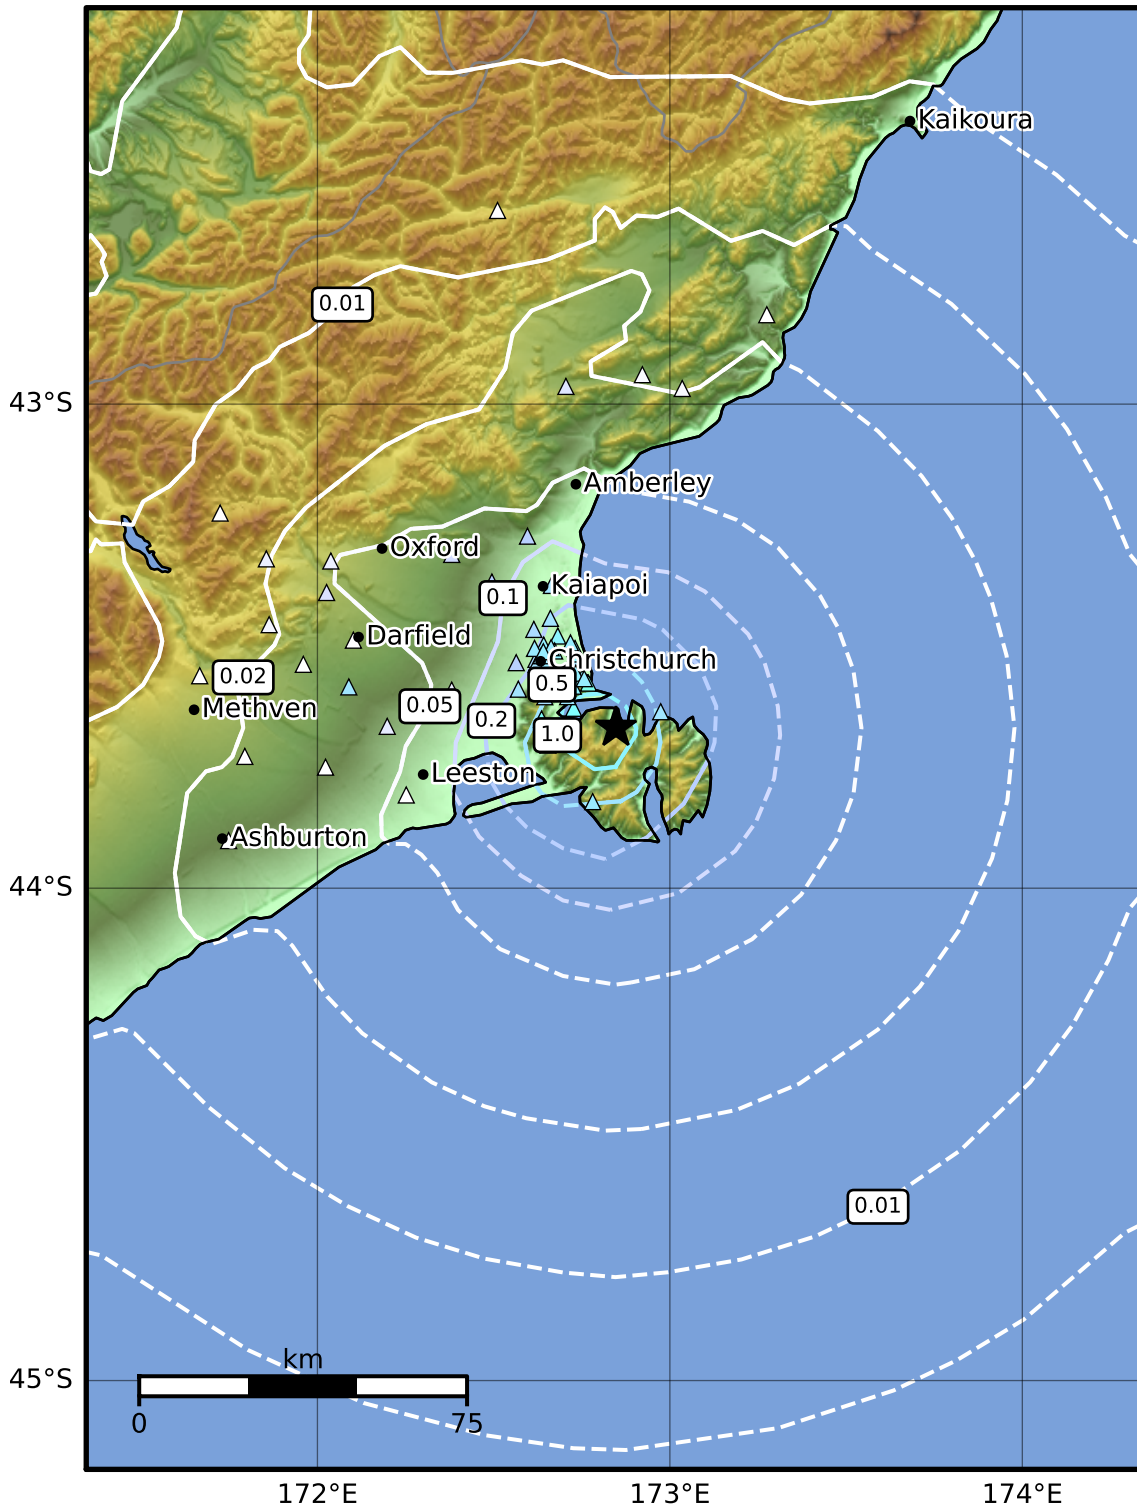 Kaikoura
0.01
43°S
Amberley
Oxford
Kaiapoi
0.1
Darfield
Christchurch
0.02
0.5
Methven
0.05
0.2
1.0
Leeston
Ashburton
44°S
0.01
km
45°S
0
75
172°E
173°E
174°E